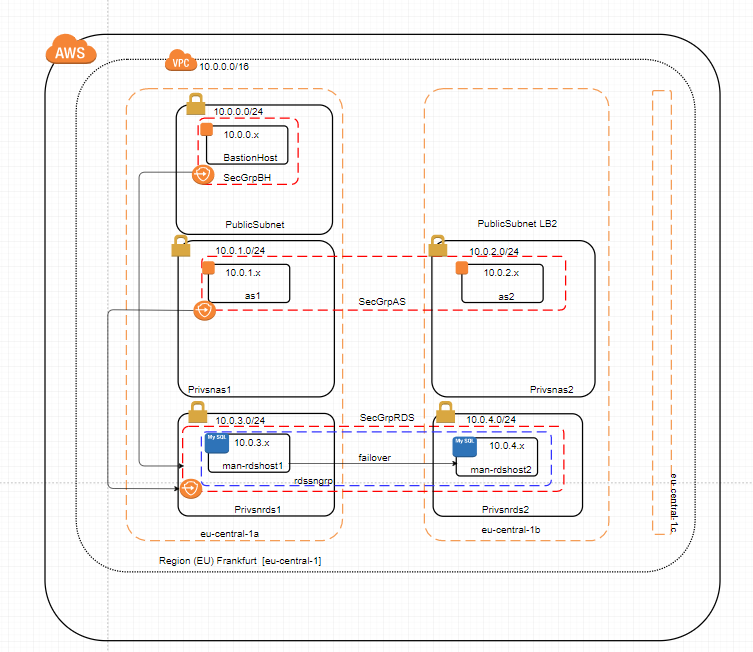 AWS
VPC
10.0.0.0/16
10.0.0.0/24
10.0.0.x
BastionHost
SecGrpBH
PublicSubnet
PublicSubnet LB2
10.0.1.0/24
10.0.2.0/24
10.0.1.x
10.0.2.x
as1
as2
SecGrpAS
Privsnas1
Privsnas2
SecGrpRDS
10.0.3.0/24
10.0.4.0/24
My SQL
10.0.3.x
My SQL
10.0.4.x
failover
man-rdshost1
man-rdshost2
rdssngrp
Privsnrds1
Privsnrds2
eu-central-1a
eu-central-1b
eu-central-1c
Region (EU) Frankfurt [eu-central-1]